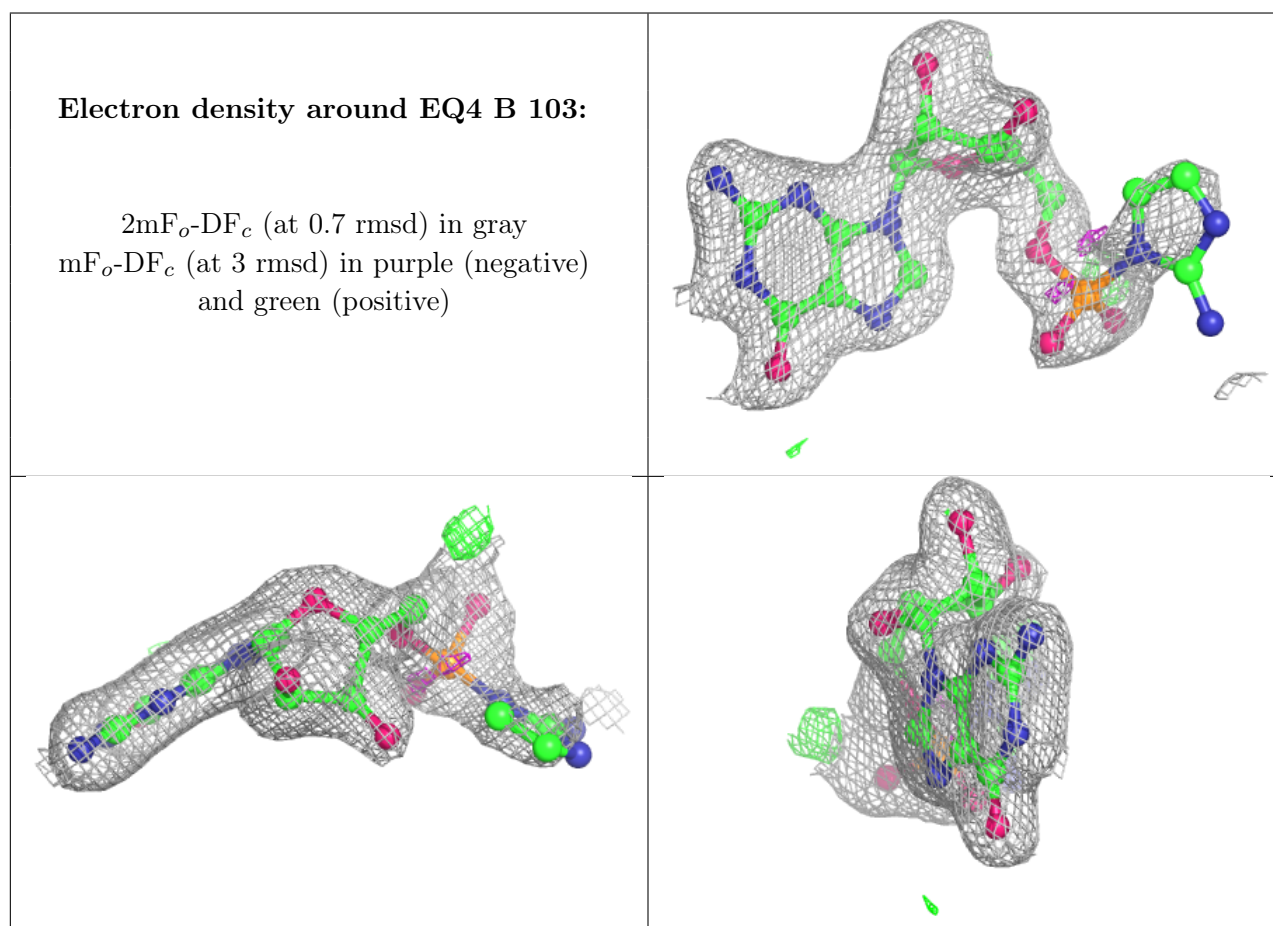 Electron density around EQ4 B 103:
2mFₒ-DF𝒸 (at 0.7 rmsd) in gray
mFₒ-DF𝒸 (at 3 rmsd) in purple (negative)
and green (positive)